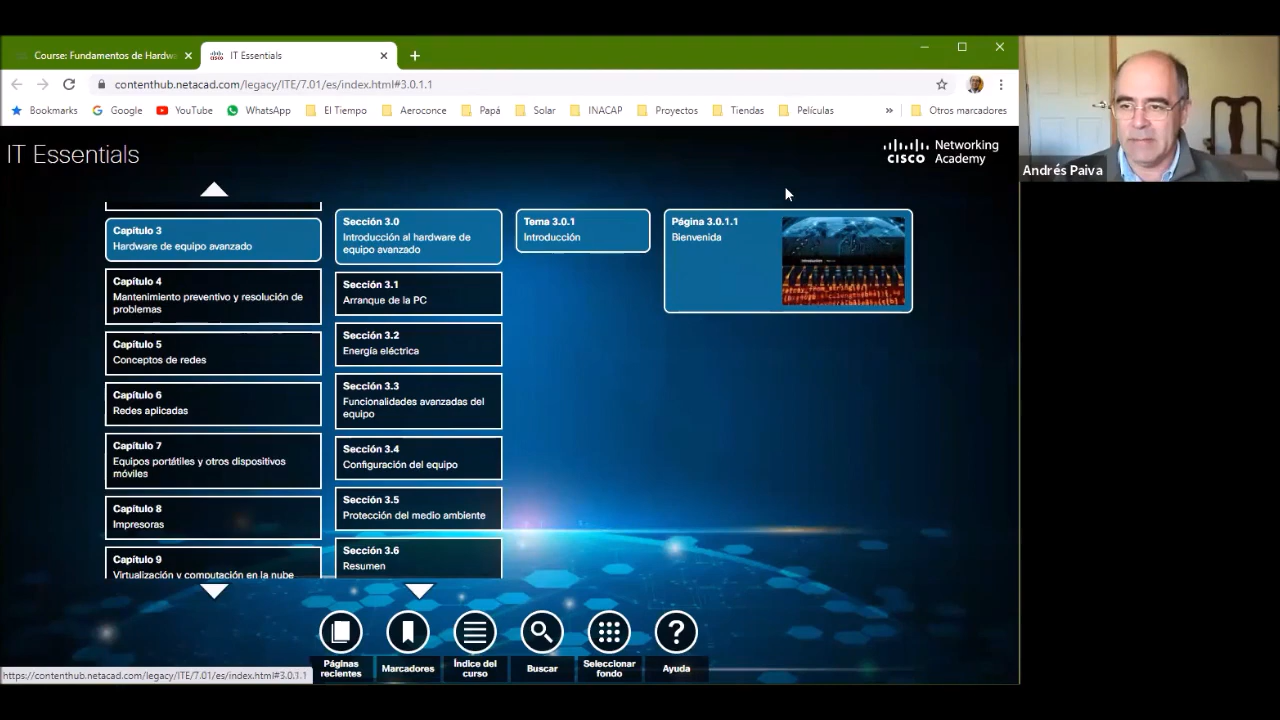 Course: Fundamentos de Hardwa
IT Essentials
contenthub.netacad.com/legacy/ITE/7.01/es/index.html#3.0.1.1
Bookmarks
Google
YouTube
WhatsApp
El Tiempo
Aeroconce
Papá
Solar
INACAP
Proyectos
Tiendas
Películas
»
Otros marcadores
IT Essentials
CISCO
Networking
Academy
Andrés Paiva
Capítulo 3
Hardware de equipo avanzado
Capítulo 4
Mantenimiento preventivo y resolución de
problemas
Capítulo 5
Conceptos de redes
Capítulo 6
Redes aplicadas
Capítulo 7
Equipos portátiles y otros dispositivos
móviles
Capítulo 8
Impresoras
Capítulo 9
Virtualización y computación en la nube
Sección 3.0
Introducción al hardware de
equipo avanzado
Sección 3.1
Arranque de la PC
Sección 3.2
Energía eléctrica
Sección 3.3
Funcionalidades avanzadas del
equipo
Sección 3.4
Configuración del equipo
Sección 3.5
Protección del medio ambiente
Sección 3.6
Resumen
Tema 3.0.1
Introducción
Página 3.0.1.1
Bienvenida
Páginas
recientes
Marcadores
Índice del
curso
Buscar
Seleccionar
fondo
?
Ayuda
https://contenthub.netacad.com/legacy/ITE/7.01/es/index.html#3.0.1.1